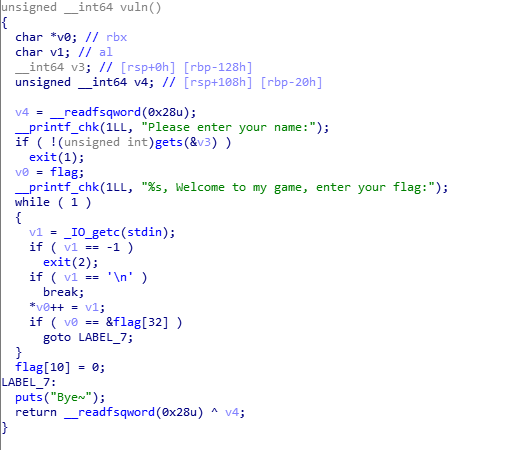 unsigned __int64 vuln()
{
  char *v0; // rbx
  char v1; // al
  __int64 v3; // [rsp+0h] [rbp-128h]
  unsigned __int64 v4; // [rsp+108h] [rbp-20h]

  v4 = __readfsqword(0x28u);
  __printf_chk(1LL, "Please enter your name:");
  if ( !(unsigned int)gets(&v3) )
    exit(1);
  v0 = flag;
  __printf_chk(1LL, "%s, Welcome to my game, enter your flag:");
  while ( 1 )
  {
    v1 = _IO_getc(stdin);
    if ( v1 == -1 )
      exit(2);
    if ( v1 == '\n' )
      break;
    *v0++ = v1;
    if ( v0 == &flag[32] )
      goto LABEL_7;
  }
  flag[10] = 0;
LABEL_7:
  puts("Bye~");
  return __readfsqword(0x28u) ^ v4;
}